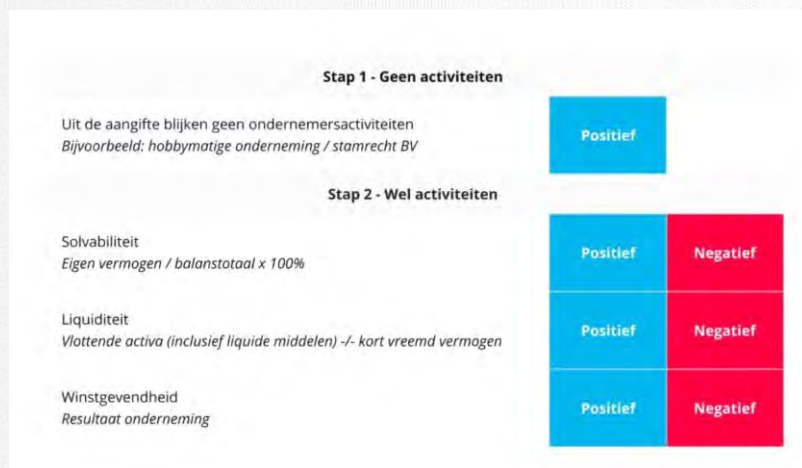 Stap 1 - Geen activiteiten
Uit de aangifte blijken geen ondernemersactiviteiten
Bijvoorbeeld: hobbymatige onderneming / stamrecht BV
Positief
Stap 2 - Wel activiteiten
Solvabiliteit
Eigen vermogen / balanstotaal x 100%
Positief
Negatief
Liquiditeit
Vlottende activa (inclusief liquide middelen) -/- kort vreemd vermogen
Positief
Negatief
Winstgevendheid
Resultaat onderneming
Positief
Negatief